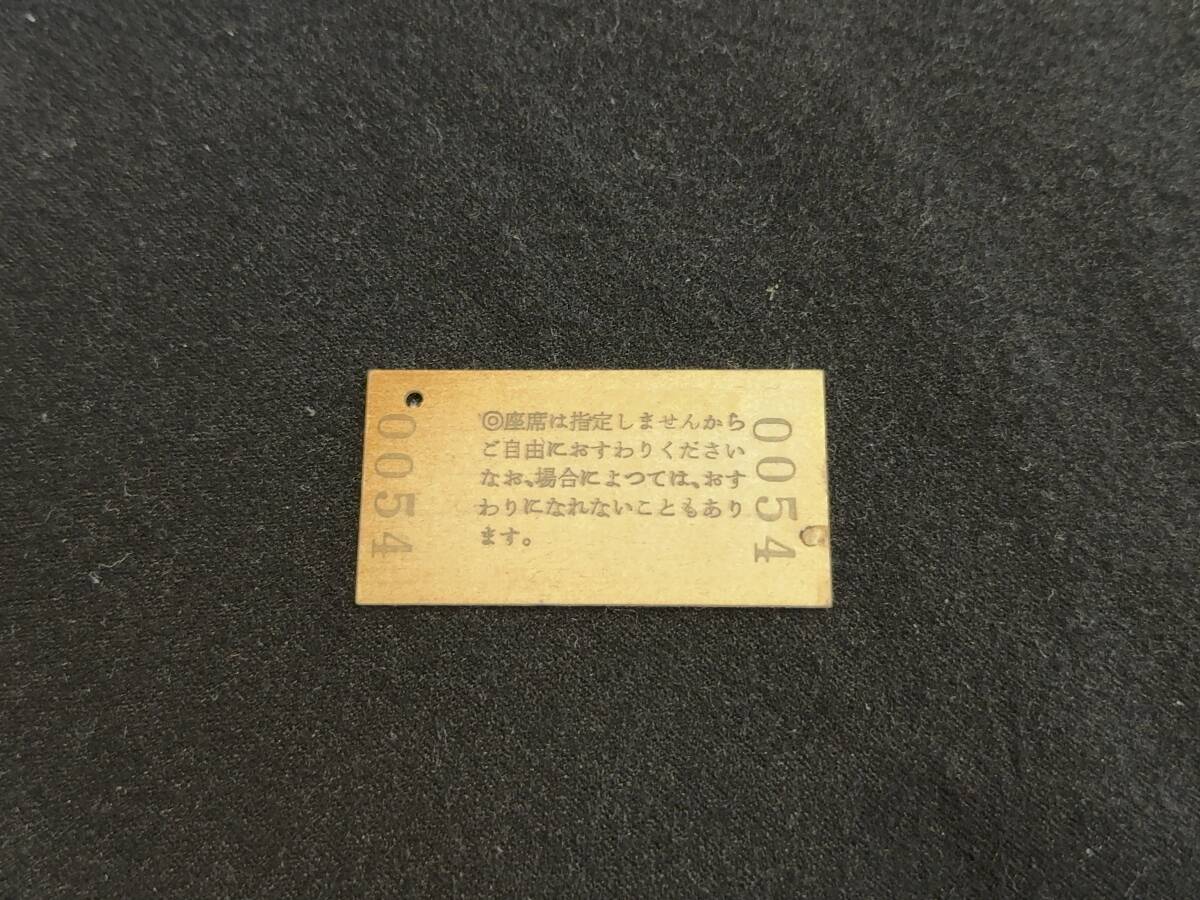 ◎座席は指定しませんから
ご自由におすわりください
なお、場合によつては、おす
わりになれないこともあり
ます。
0054
0054